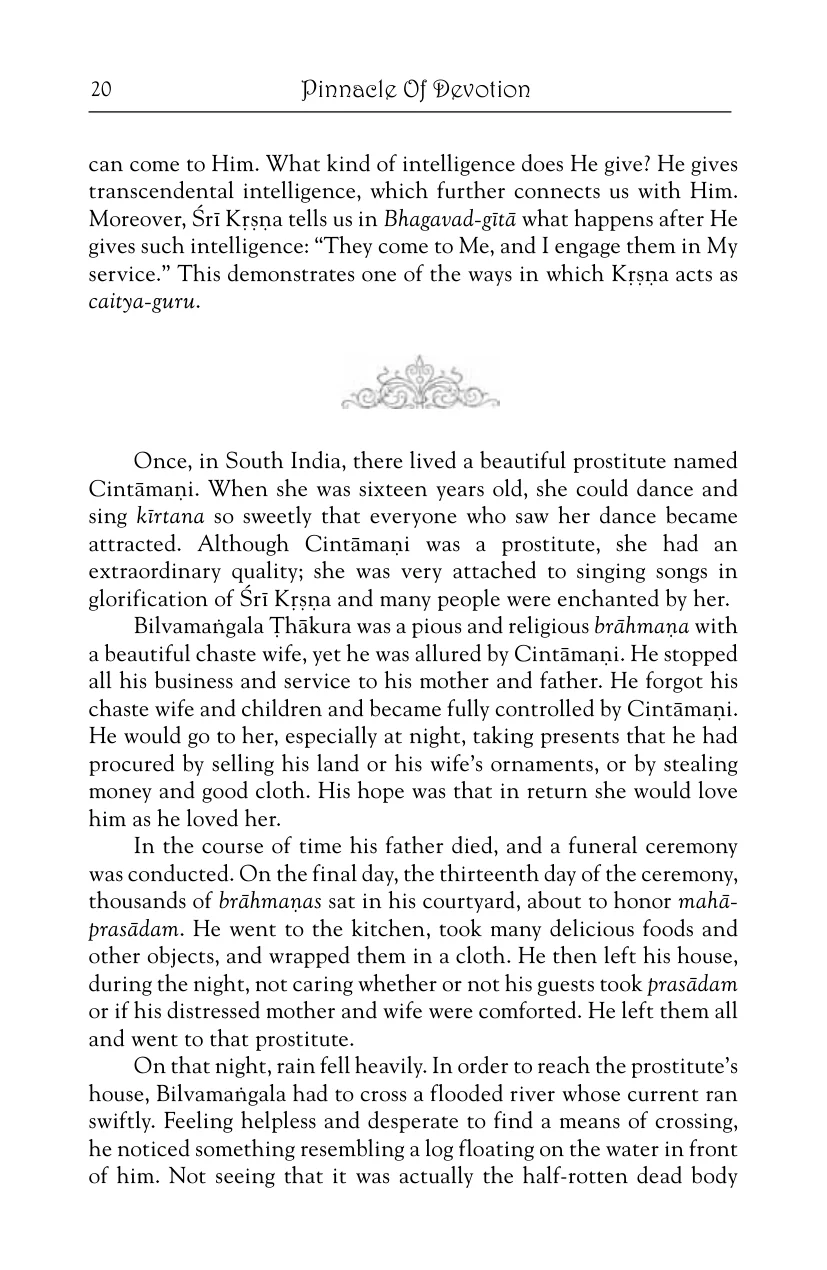 20
Pinnacle Of Devotion
can come to Him. What kind of intelligence does He give? He gives
transcendental intelligence, which further connects us with Him.
Moreover, Śrī Kṛṣṇa tells us in Bhagavad-gītā what happens after He
gives such intelligence: “They come to Me, and I engage them in My
service.” This demonstrates one of the ways in which Kṛṣṇa acts as
caitya-guru.
Once, in South India, there lived a beautiful prostitute named
Cintāmaṇi. When she was sixteen years old, she could dance and
sing kīrtana so sweetly that everyone who saw her dance became
attracted. Although Cintāmaṇi was a prostitute, she had an
extraordinary quality; she was very attached to singing songs in
glorification of Śrī Kṛṣṇa and many people were enchanted by her.
Bilvamaṅgala Ṭhākura was a pious and religious brāhmaṇa with
a beautiful chaste wife, yet he was allured by Cintāmaṇi. He stopped
all his business and service to his mother and father. He forgot his
chaste wife and children and became fully controlled by Cintāmaṇi.
He would go to her, especially at night, taking presents that he had
procured by selling his land or his wife’s ornaments, or by stealing
money and good cloth. His hope was that in return she would love
him as he loved her.
In the course of time his father died, and a funeral ceremony
was conducted. On the final day, the thirteenth day of the ceremony,
thousands of brāhmaṇas sat in his courtyard, about to honor mahā-
prasādam. He went to the kitchen, took many delicious foods and
other objects, and wrapped them in a cloth. He then left his house,
during the night, not caring whether or not his guests took prasādam
or if his distressed mother and wife were comforted. He left them all
and went to that prostitute.
On that night, rain fell heavily. In order to reach the prostitute’s
house, Bilvamaṅgala had to cross a flooded river whose current ran
swiftly. Feeling helpless and desperate to find a means of crossing,
he noticed something resembling a log floating on the water in front
of him. Not seeing that it was actually the half-rotten dead body